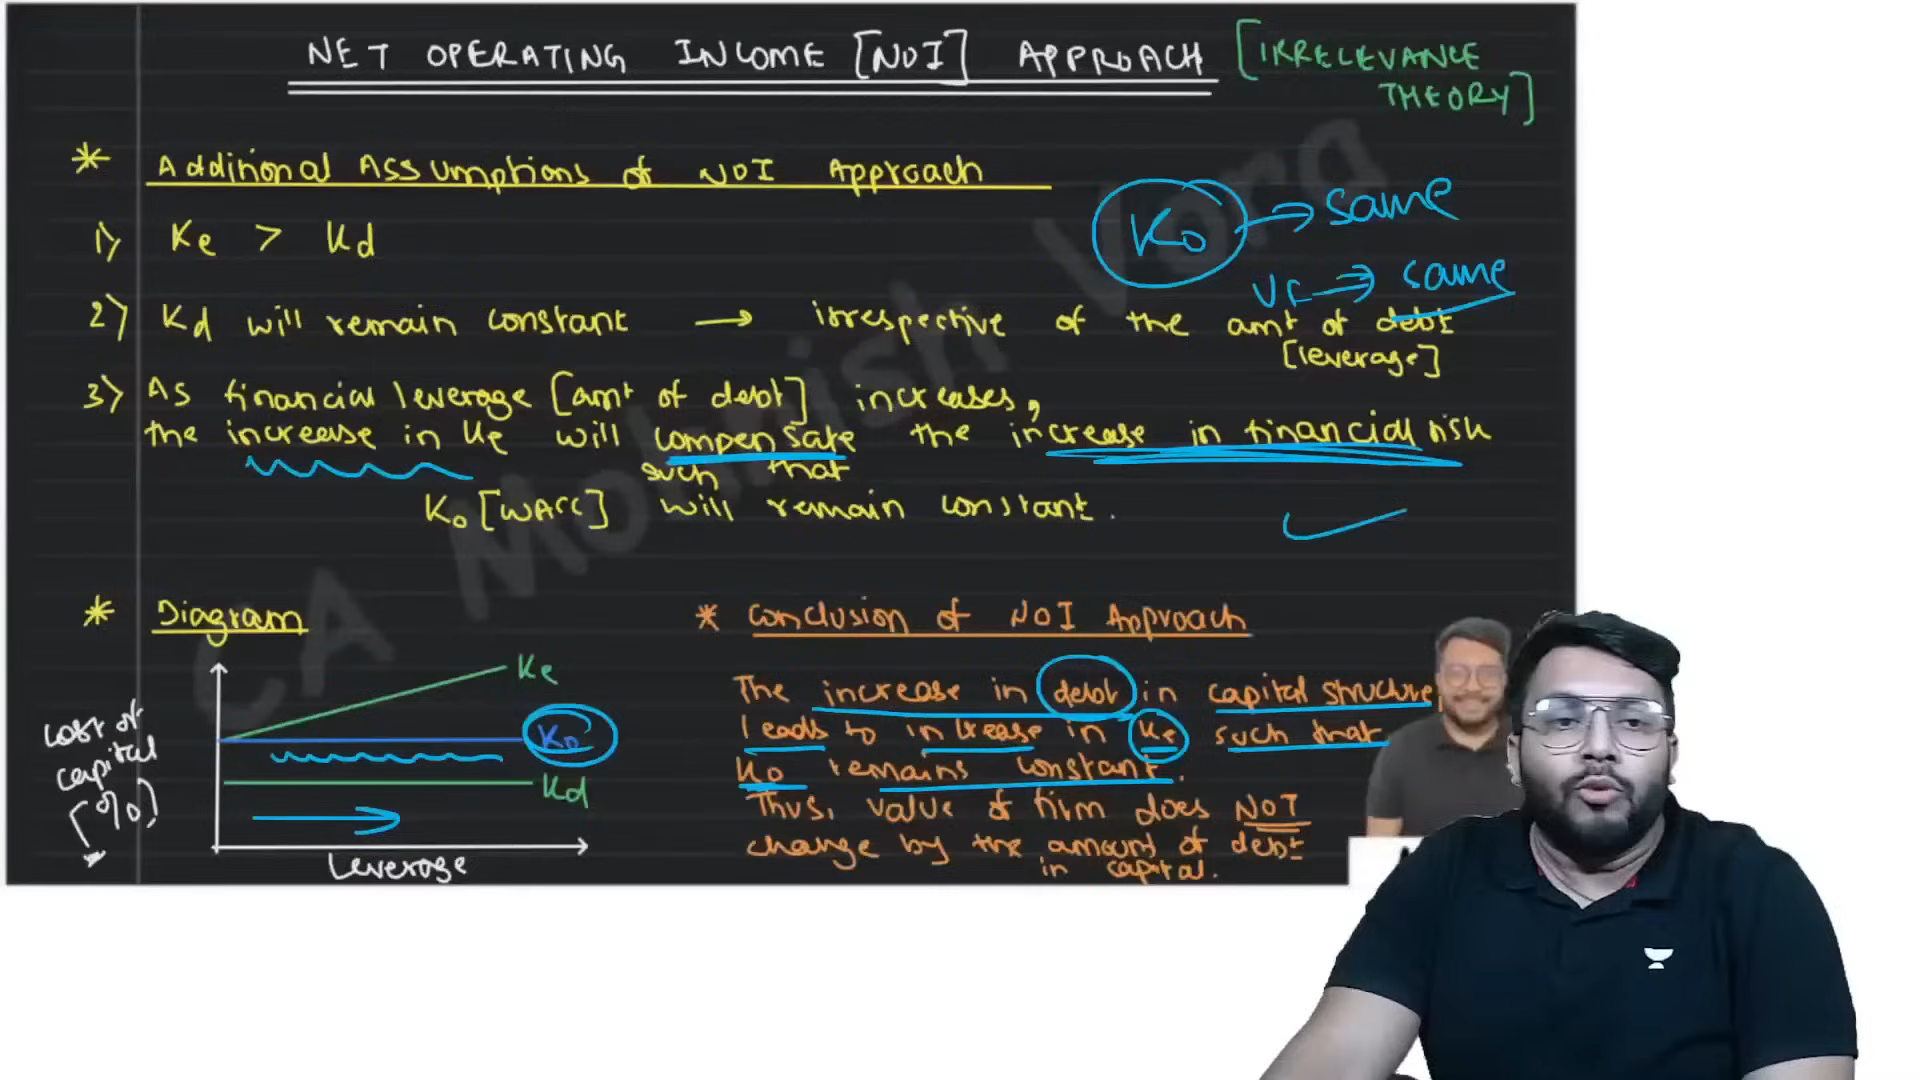 NET OPERATING INCOME [NOI] APPROACH [IRRELEVANCE
THEORY]
* Additional Assumptions of NOI Approach
Ko → same
1) Ke > Kd
Vf → same
2) Kd will remain constant → irrespective of the amt of debt
[leverage]
3) As financial leverage [amt of debt] increases,
the increase in Ke will compensate the increase in financial risk
such that
Ko [WACC] will remain constant.
* Diagram
Ke
Ko
Kd
cost of
capital
[%]
Leverage
* Conclusion of NOI Approach
The increase in debt in capital structure
leads to increase in Ke such that
Ko remains constant.
Thus, value of firm does NOT
change by the amount of debt
in capital.
CA Mohnish Vora